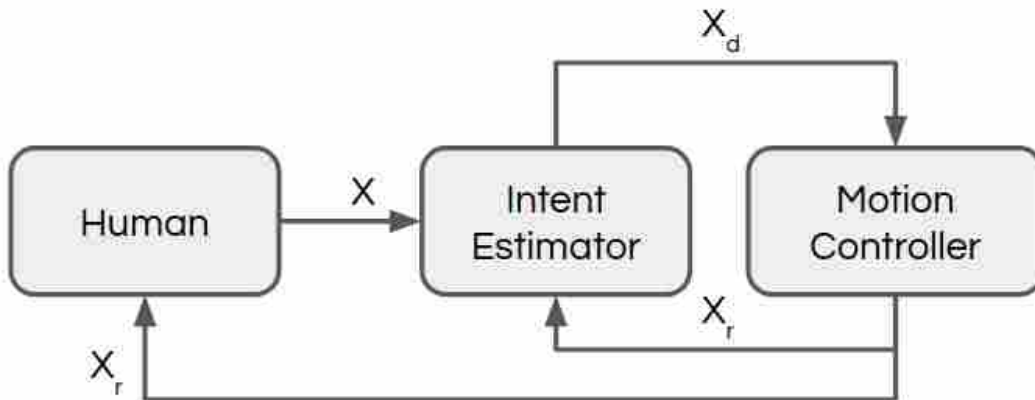 X_d
Human
X
Intent
Estimator
Motion
Controller
X_r
X_r